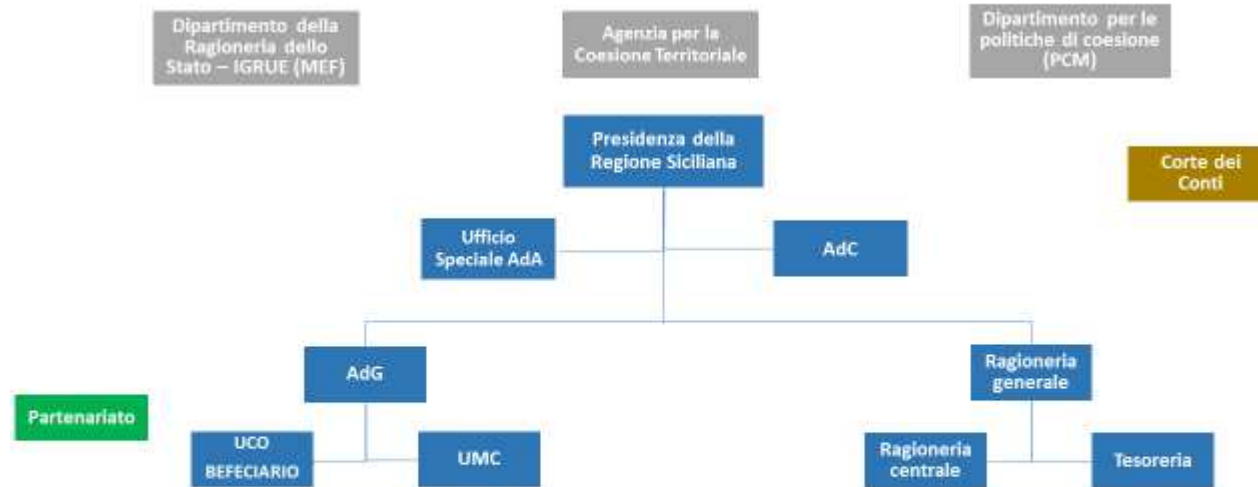 Dipartimento della
Ragioneria dello
Stato – IGRUE (MEF)
Agenzia per la
Coesione Territoriale
Dipartimento per le
politiche di coesione
(PCM)
Presidenza della
Regione Siciliana
Corte dei
Conti
Ufficio
Speciale AdA
AdC
AdG
Ragioneria
generale
Partenariato
UCO
BEFECIARIO
UMC
Ragioneria
centrale
Tesoreria